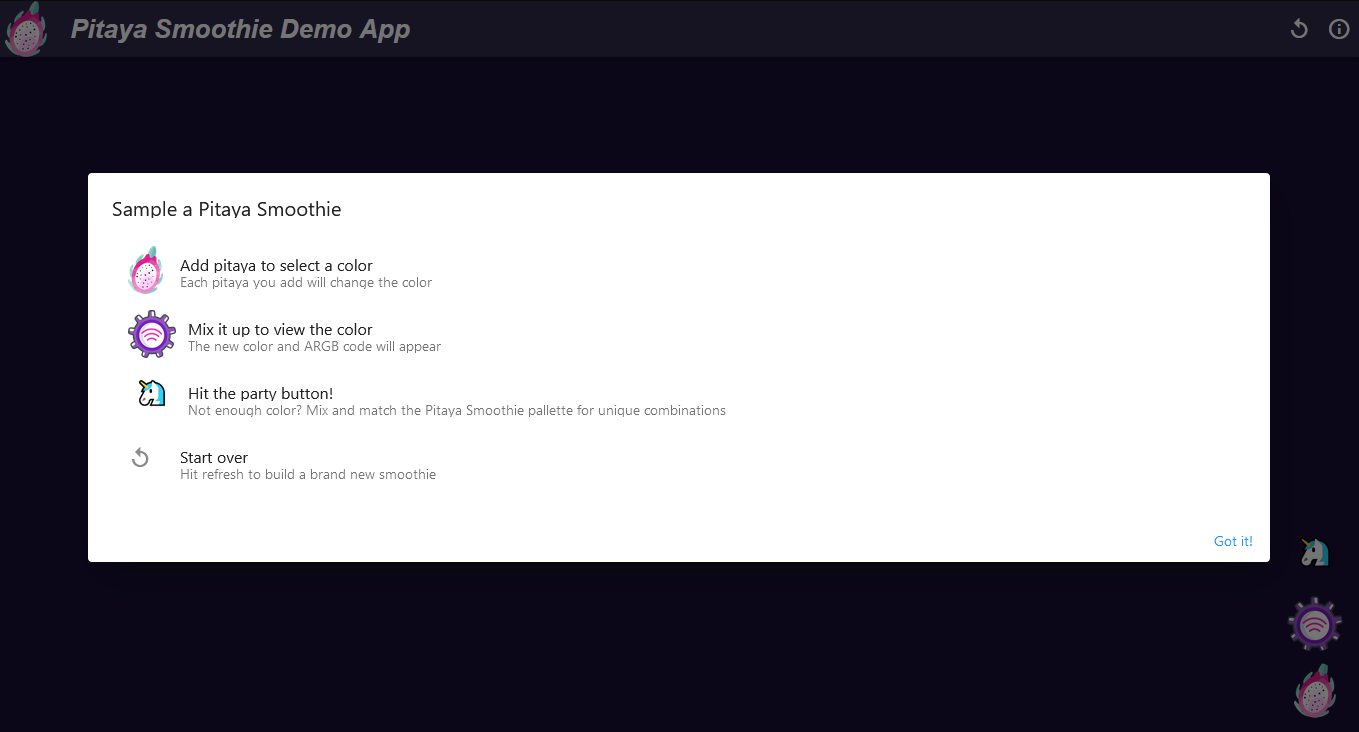 Pitaya Smoothie Demo App
Sample a Pitaya Smoothie
Add pitaya to select a color
Each pitaya you add will change the color
Mix it up to view the color
The new color and ARGB code will appear
Hit the party button!
Not enough color? Mix and match the Pitaya Smoothie pallette for unique combinations
Start over
Hit refresh to build a brand new smoothie
Got it!